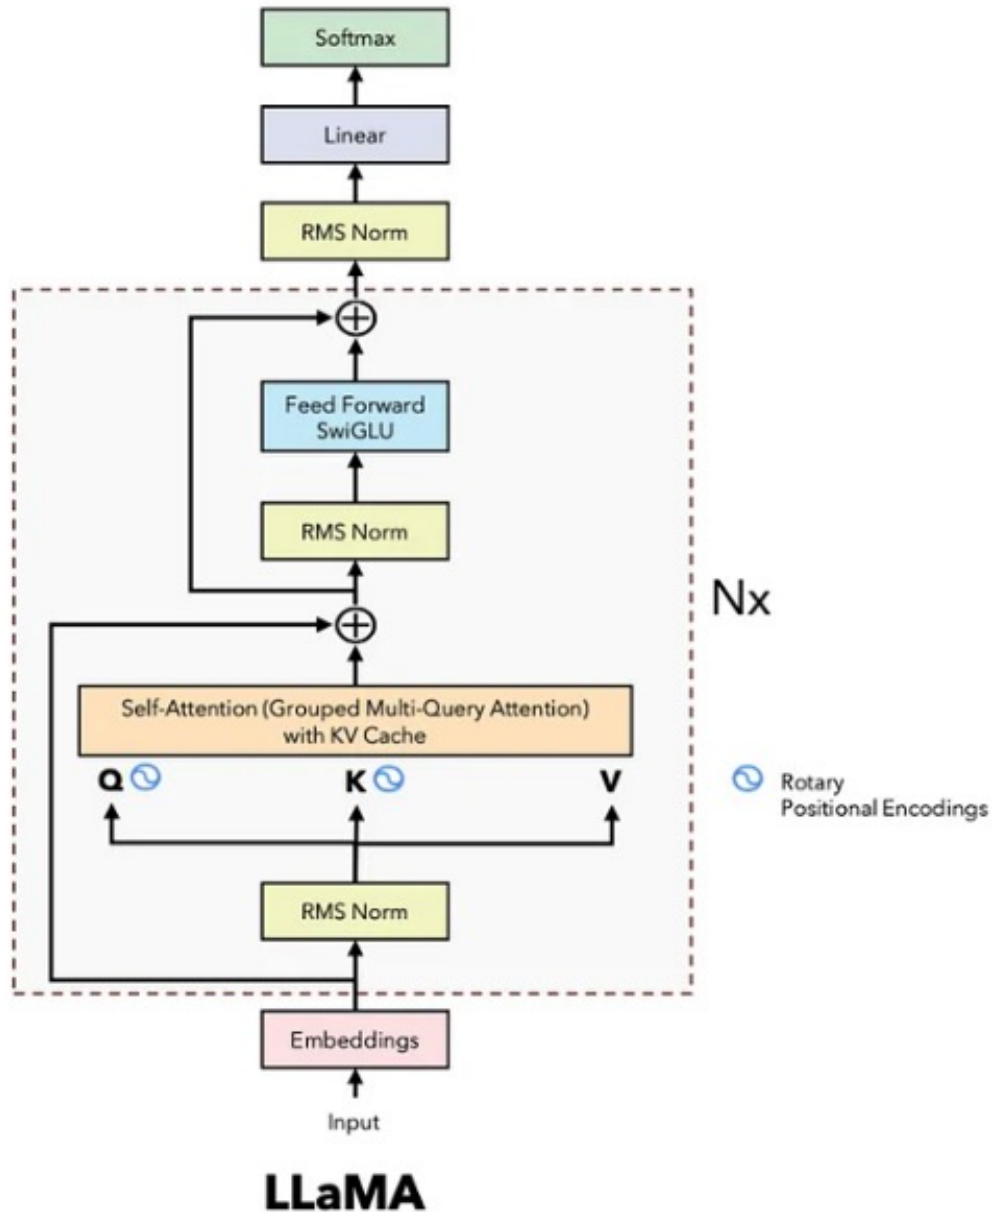 Softmax
Linear
RMS Norm
Feed Forward
SwiGLU
RMS Norm
Nx
Self-Attention (Grouped Multi-Query Attention)
with KV Cache
Q K V
Rotary
Positional Encodings
RMS Norm
Embeddings
Input
LLaMA